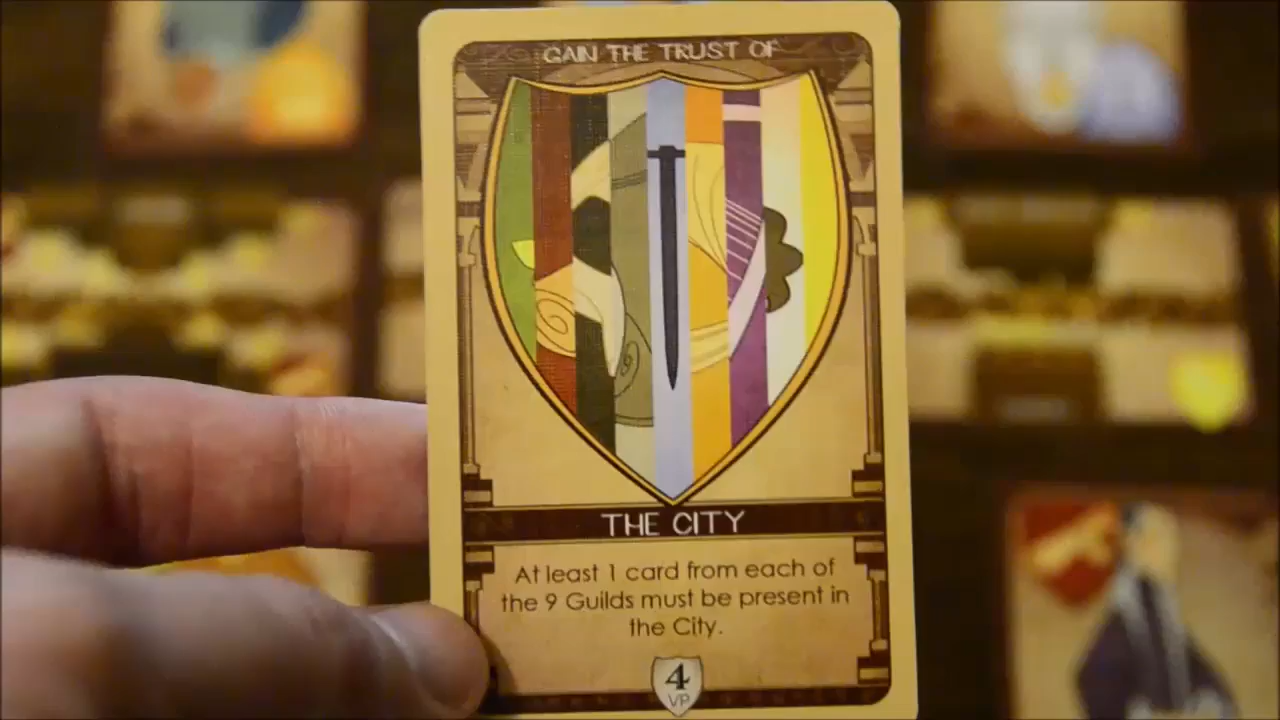 GAIN THE TRUST OF
THE CITY
At least 1 card from each of
the 9 Guilds must be present in
the City.
4
VP